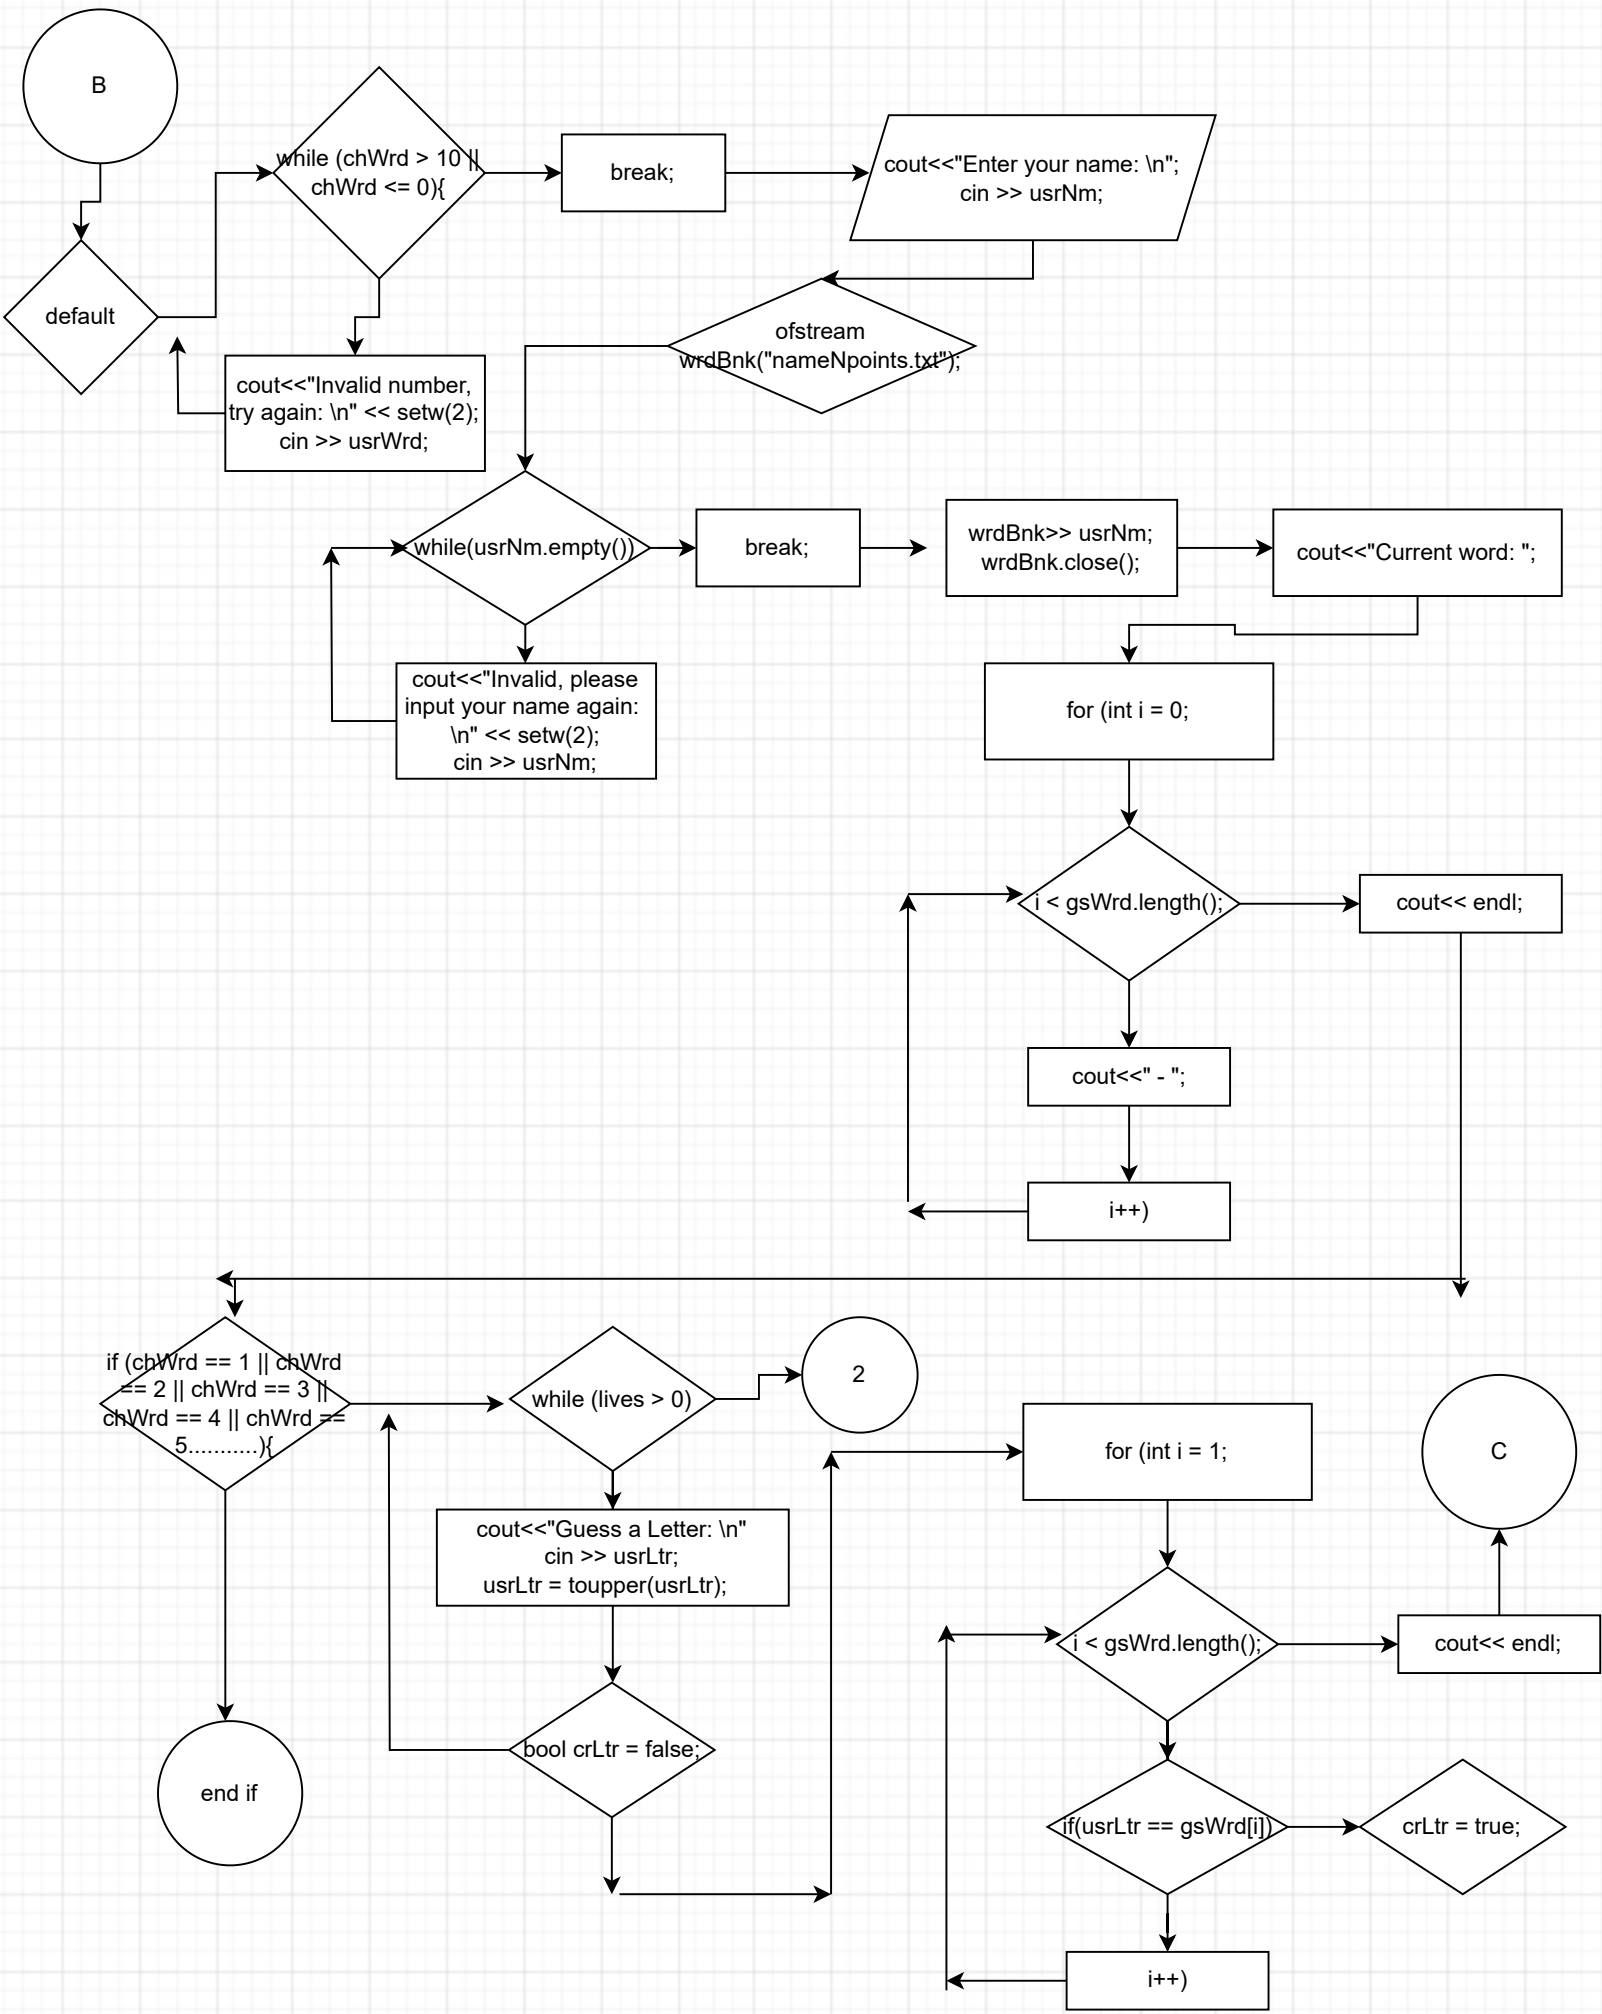 B
while (chWrd > 10 ||
chWrd <= 0){
break;
cout<<"Enter your name: \n";
cin >> usrNm;
default
ofstream
wrdBnk("nameNpoints.txt");
cout<<"Invalid number,
try again: \n" << setw(2);
cin >> usrWrd;
while(usrNm.empty())
break;
wrdBnk>> usrNm;
wrdBnk.close();
cout<<"Current word: ";
cout<<"Invalid, please
input your name again:
\n" << setw(2);
cin >> usrNm;
for (int i = 0;
i < gsWrd.length();
cout<< endl;
cout<<" - ";
i++)
if (chWrd == 1 || chWrd
== 2 || chWrd == 3 ||
chWrd == 4 || chWrd ==
5...........){
while (lives > 0)
2
for (int i = 1;
C
cout<<"Guess a Letter: \n"
cin >> usrLtr;
usrLtr = toupper(usrLtr);
i < gsWrd.length();
cout<< endl;
bool crLtr = false;
end if
if(usrLtr == gsWrd[i])
crLtr = true;
i++)